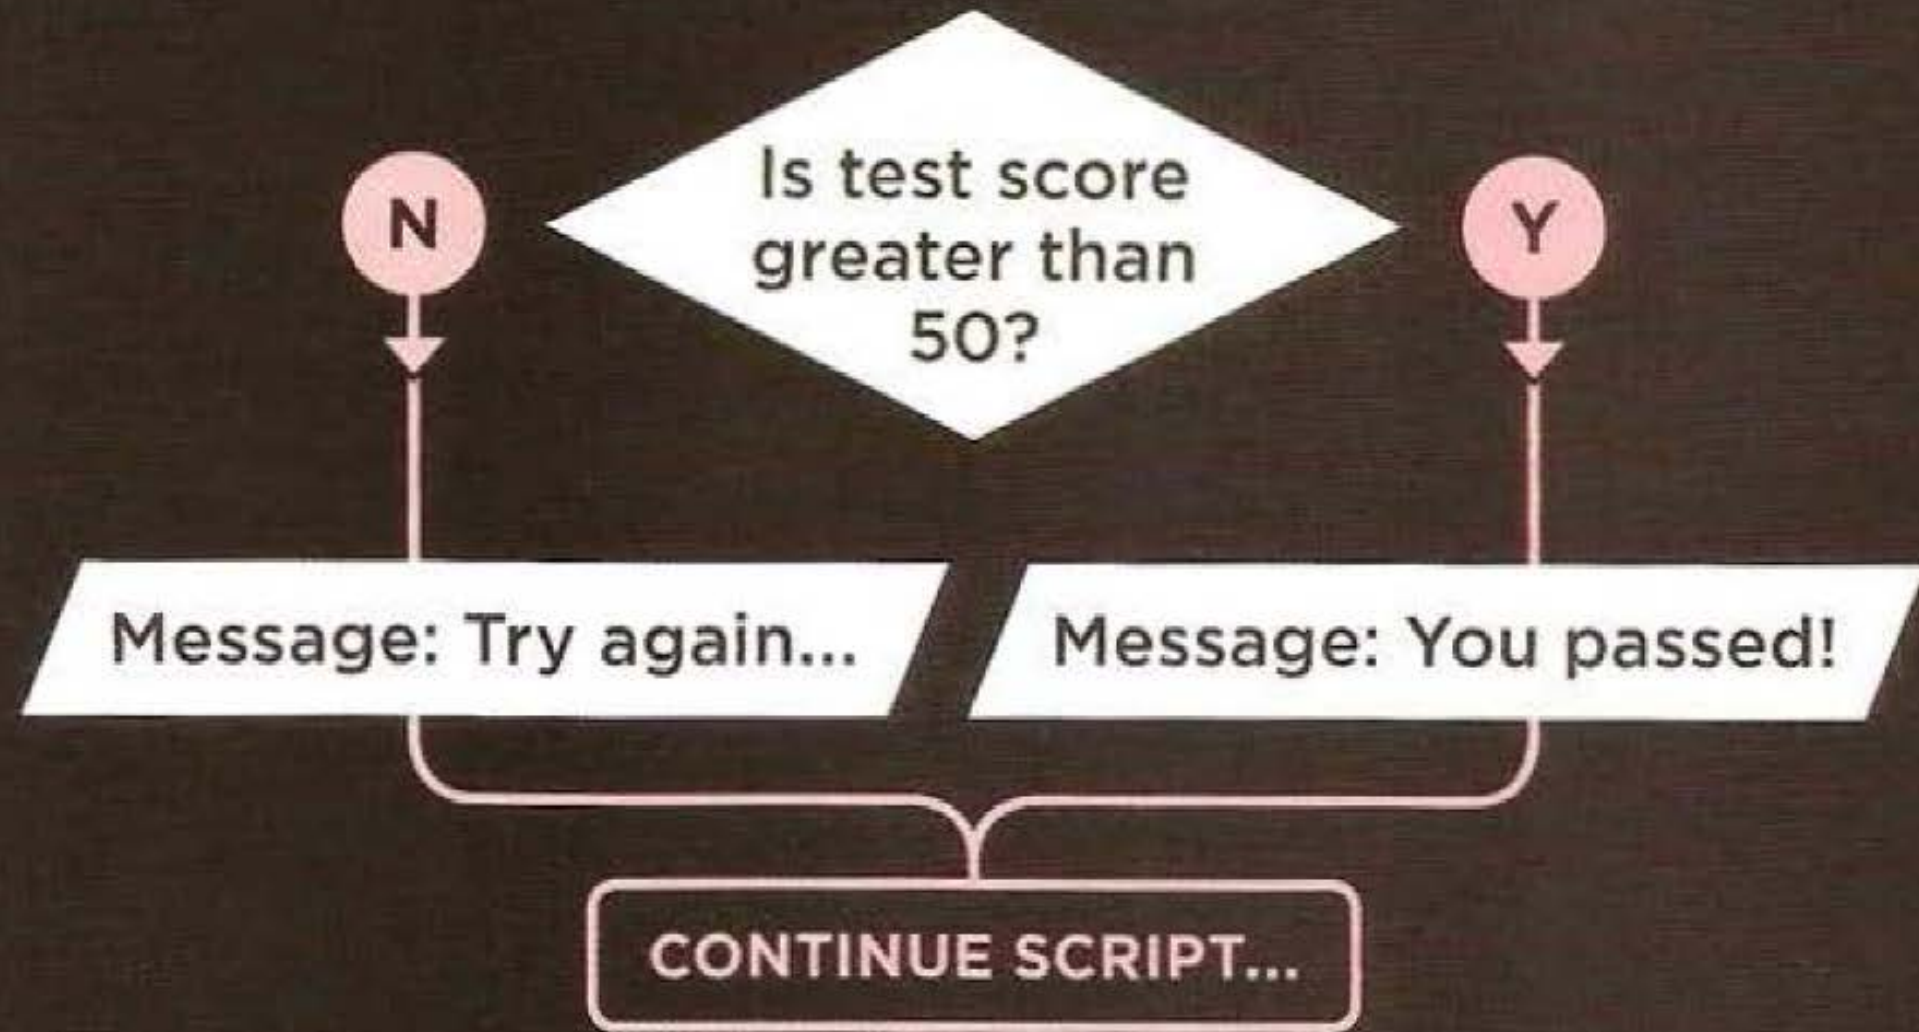 Is test score
greater than
50?
N
Y
Message: Try again...
Message: You passed!
CONTINUE SCRIPT...